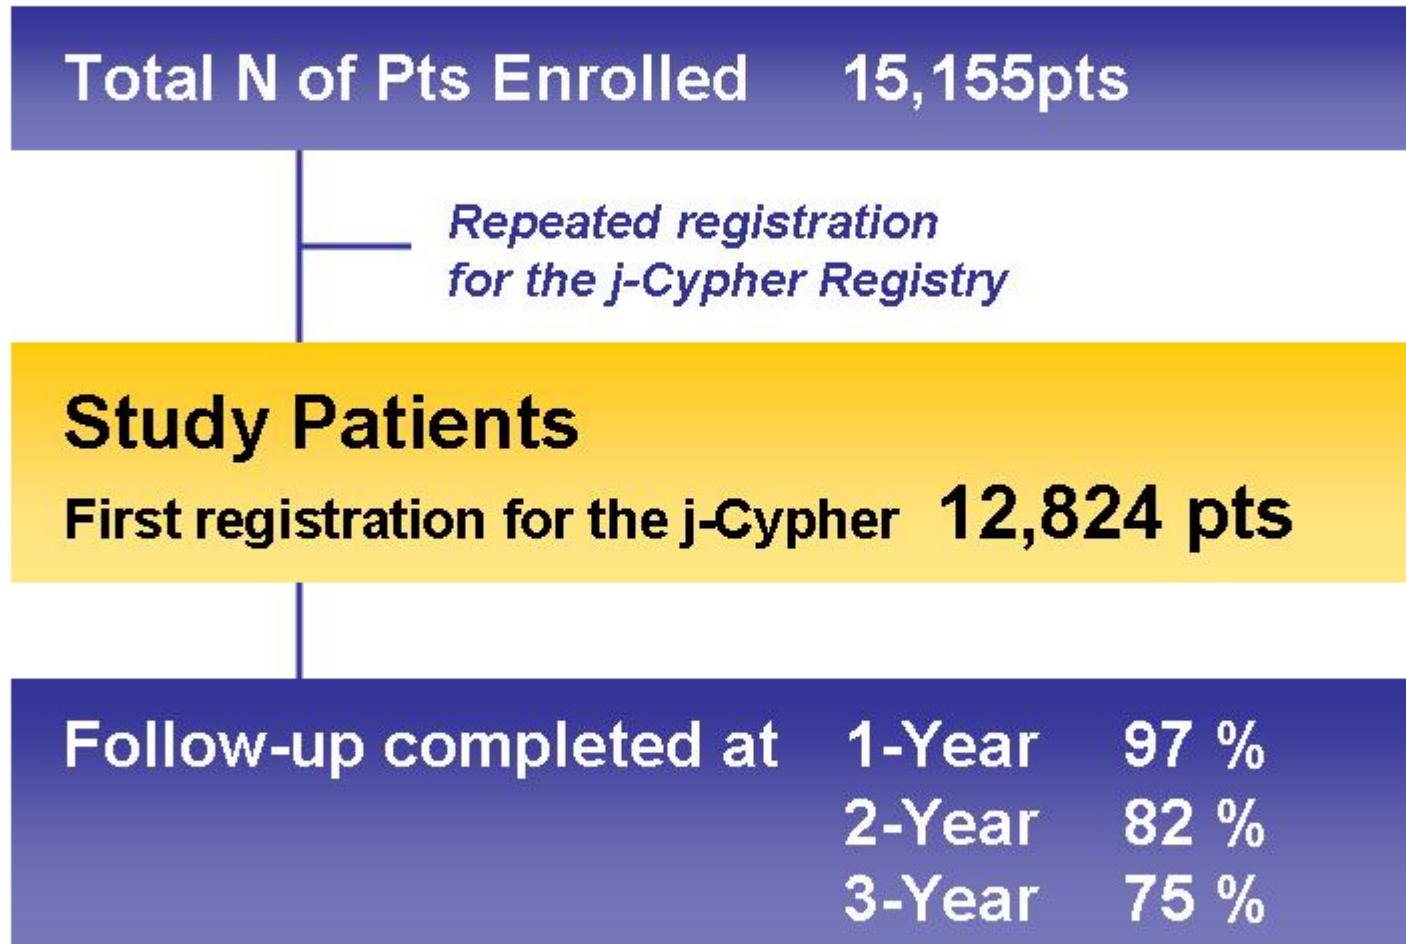 Total N of Pts Enrolled 15,155pts
Repeated registration
for the j-Cypher Registry
Study Patients
First registration for the j-Cypher 12,824 pts
Follow-up completed at 1-Year 97 %
2-Year 82 %
3-Year 75 %